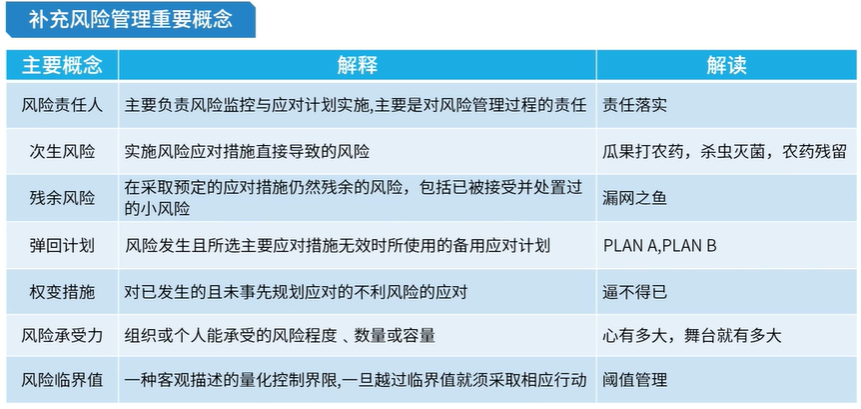 补充风险管理重要概念
主要概念 解释 解读
风险责任人 主要负责风险监控与应对计划实施,主要是对风险管理过程的责任 责任落实
次生风险 实施风险应对措施直接导致的风险 瓜果打农药，杀虫灭菌，农药残留
残余风险 在采取预定的应对措施仍然残余的风险，包括已被接受并处置过
的小风险 漏网之鱼
弹回计划 风险发生且所选主要应对措施无效时所使用的备用应对计划 PLAN A,PLAN B
权变措施 对已发生的且未事先规划应对的不利风险的应对 逼不得已
风险承受力 组织或个人能承受的风险程度﹑数量或容量 心有多大，舞台就有多大
风险临界值 一种客观描述的量化控制界限,一旦越过临界值就须采取相应行动 阈值管理